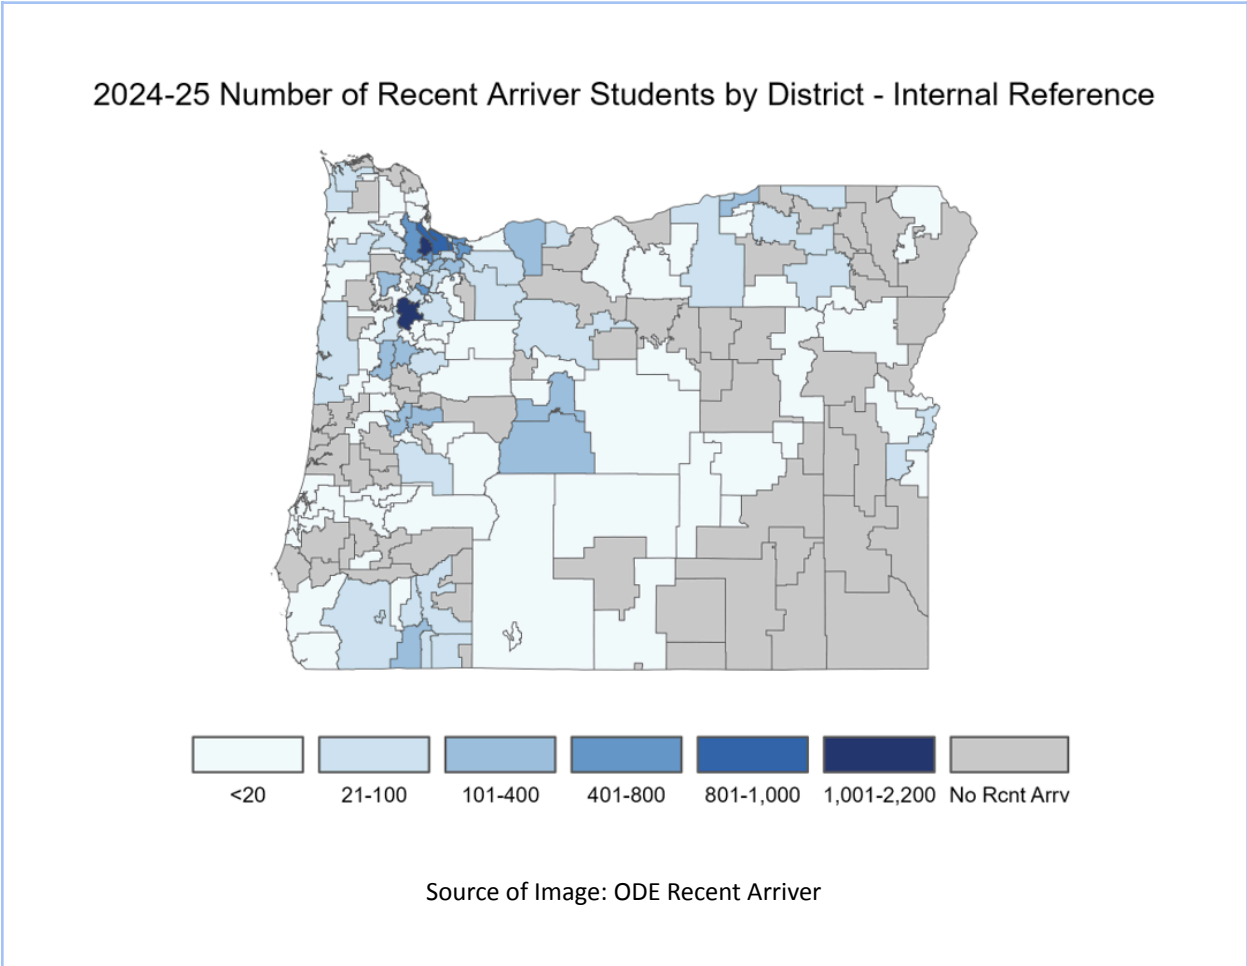 2024-25 Number of Recent Arriver Students by District - Internal Reference
<20 21-100 101-400 401-800 801-1,000 1,001-2,200 No Rcnt Arrv
Source of Image: ODE Recent Arriver